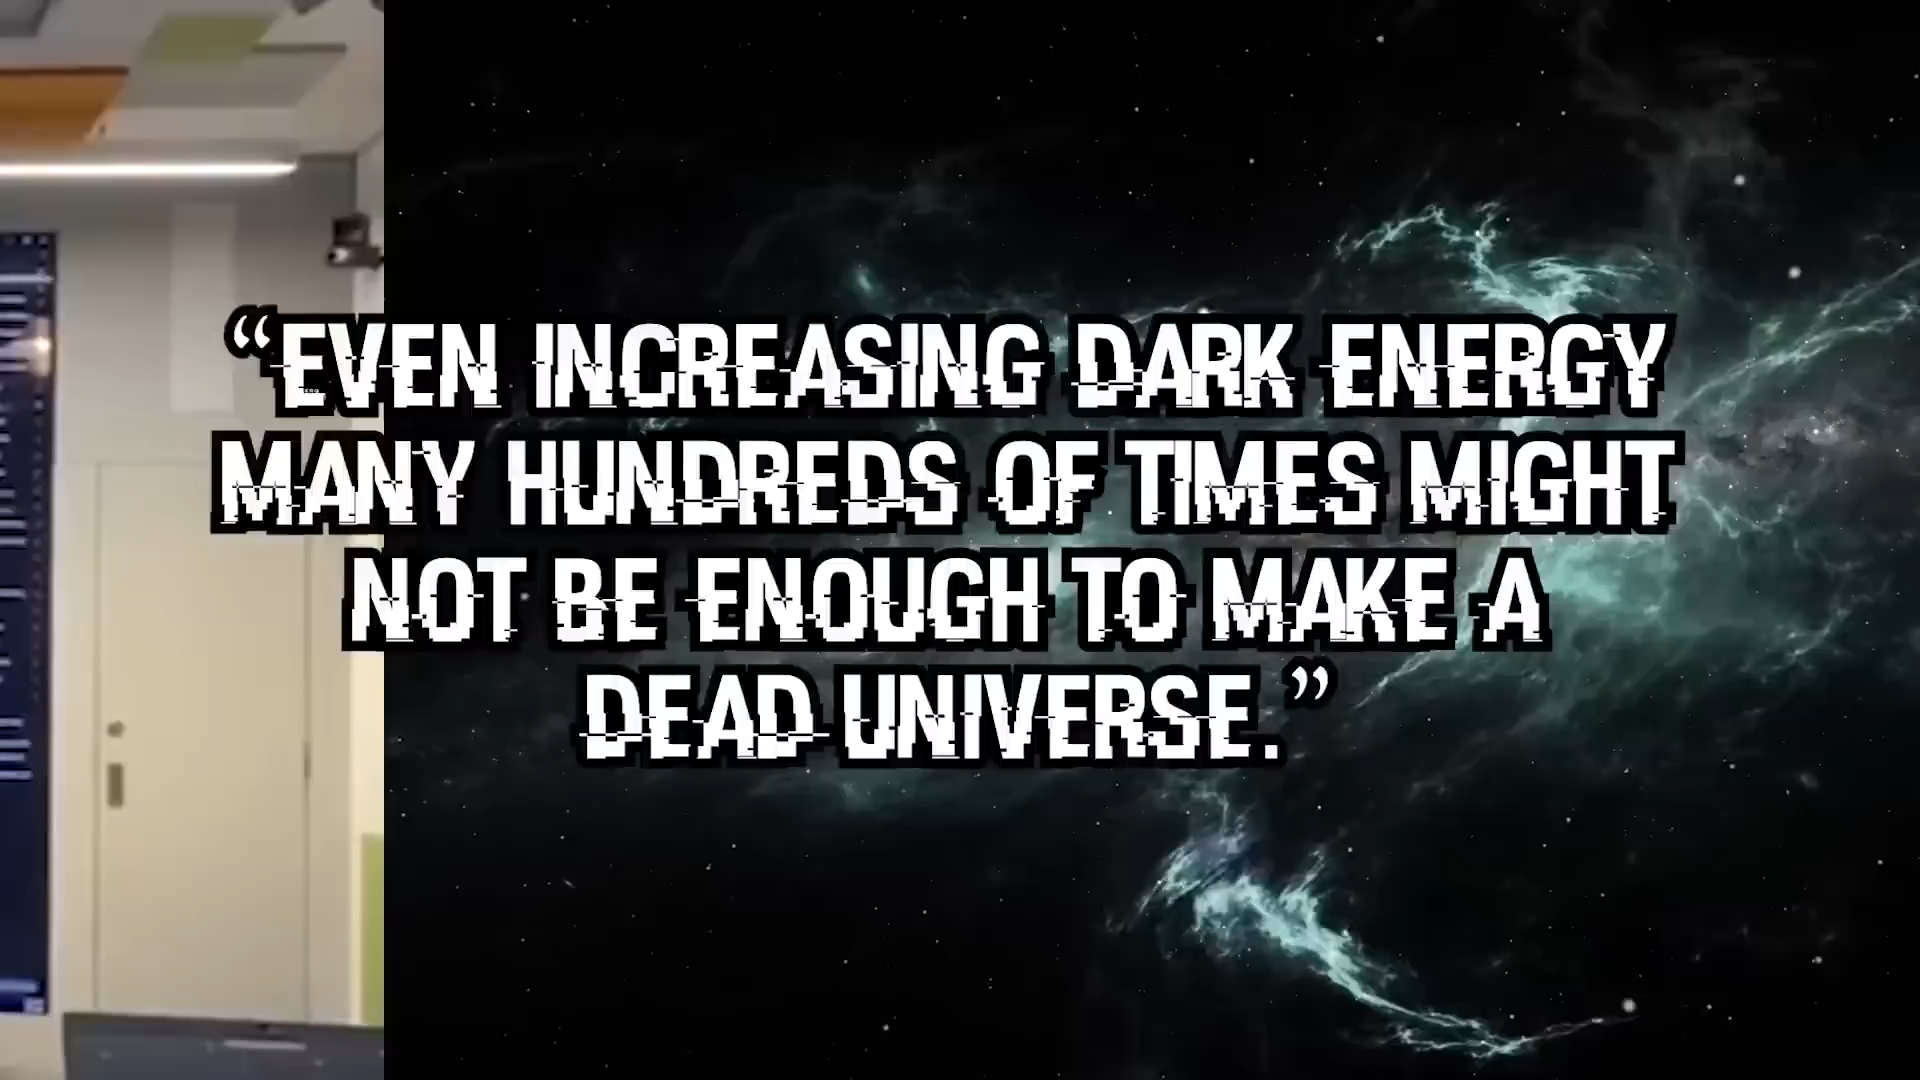 “EVEN INCREASING DARK ENERGY
MANY HUNDREDS OF TIMES MIGHT
NOT BE ENOUGH TO MAKE A
DEAD UNIVERSE.”